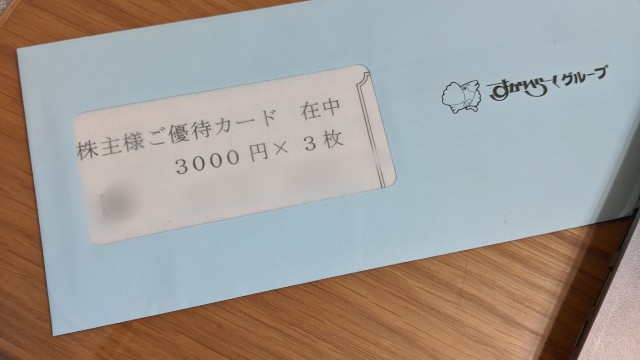 株主様ご優待カード 在中
3000円×3枚
すかいらーくグループ